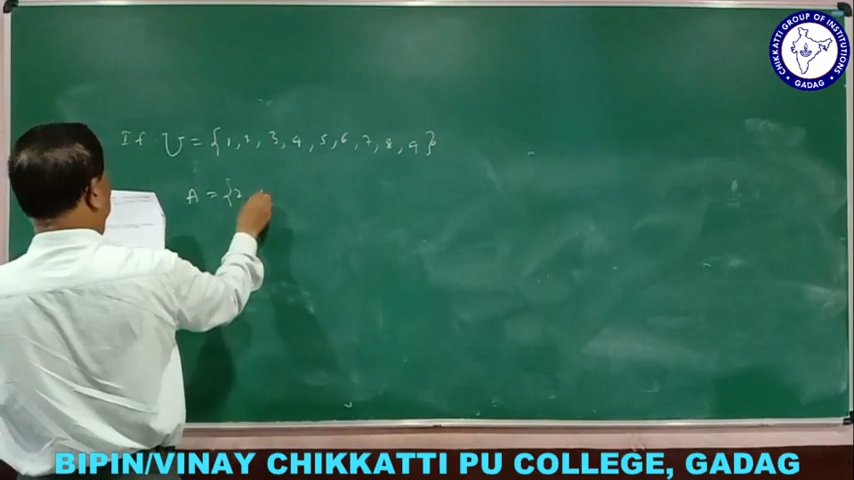 CHIKKATTI GROUP OF INSTITUTIONS
• GADAG •
If U = {1, 2, 3, 4, 5, 6, 7, 8, 9}
A = {2
BIPIN/VINAY CHIKKATTI PU COLLEGE, GADAG